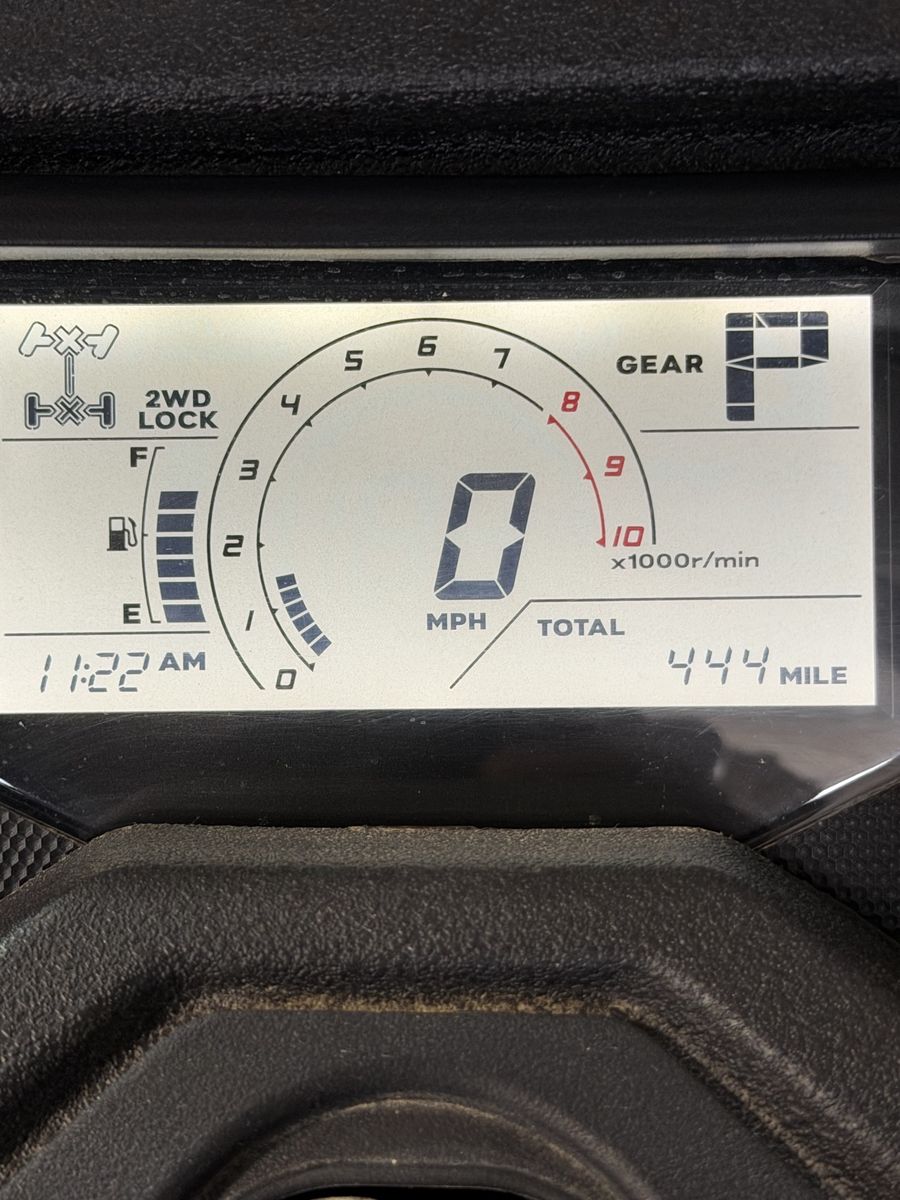 2WD
LOCK
F
E
11:22 AM
0
1
2
3
4
5
6
7
8
9
10
x1000r/min
0
MPH
GEAR P
TOTAL
444 MILE